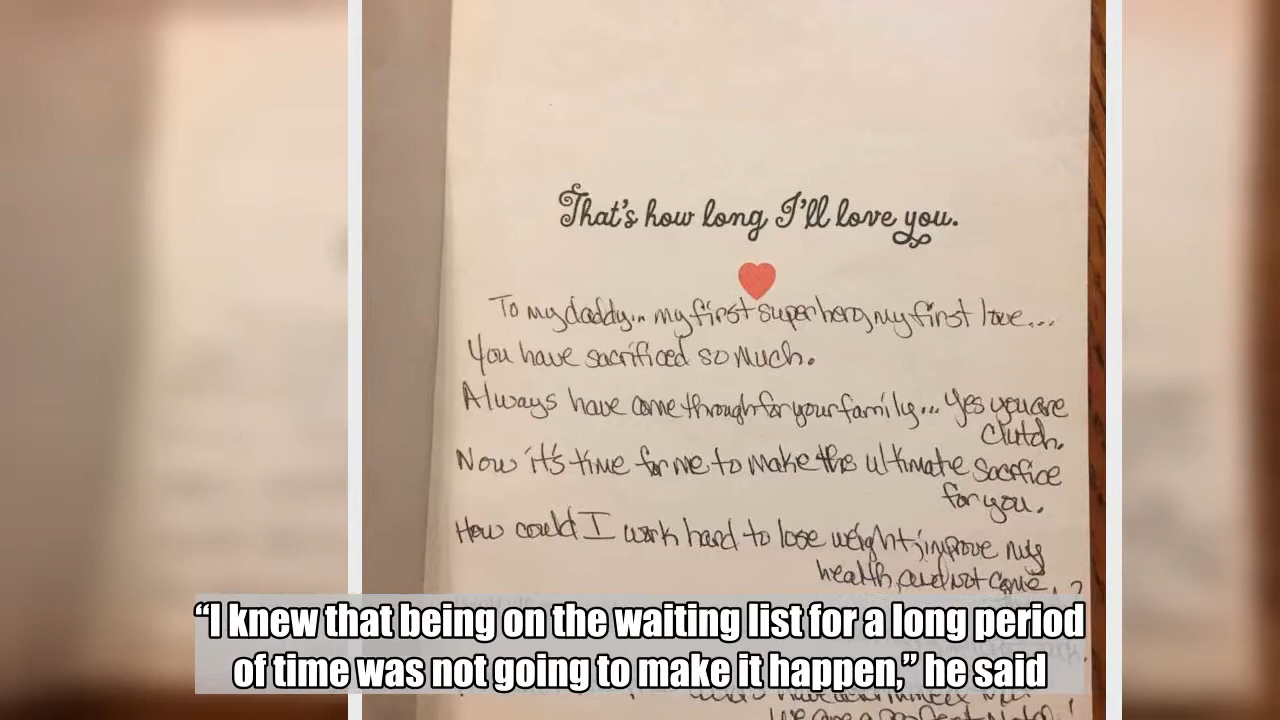 That's how long I'll love you.
To my daddy... my first superhero, my first love...
You have sacrificed so much.
Always have come through for your family... Yes you are
clutch.
Now it's time for me to make the ultimate sacrifice
for you.
How could I work hard to lose weight, improve my
health, and not come
“I knew that being on the waiting list for a long period
of time was not going to make it happen,” he said
We are a perfect Match!